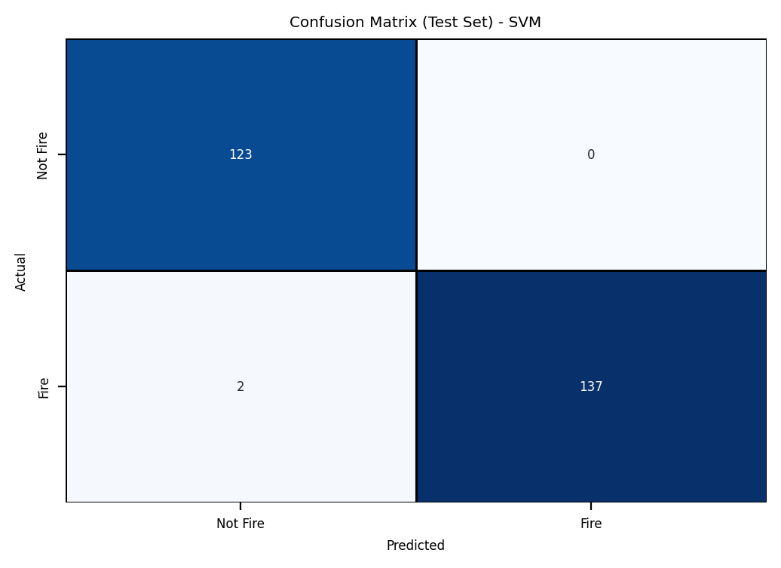 Confusion Matrix (Test Set) - SVM
Not Fire
123
0
Actual
Fire
2
137
Not Fire
Fire
Predicted